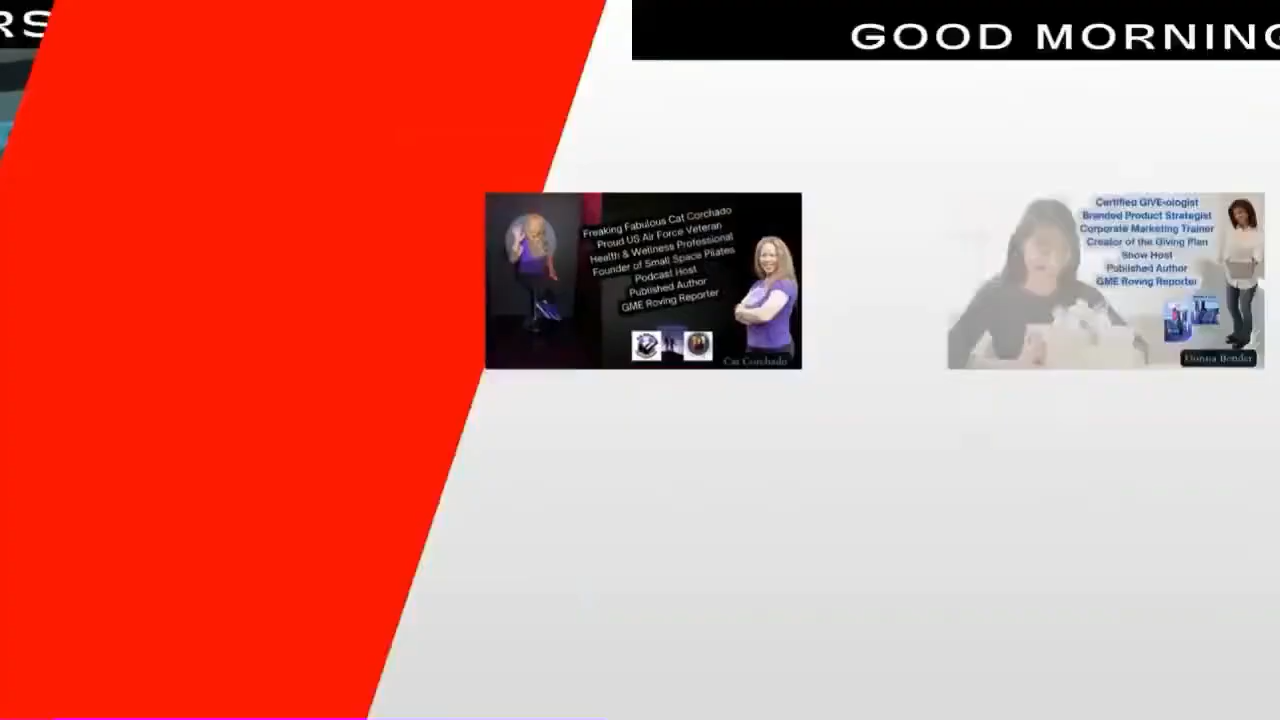 RS
GOOD MORNING
Freaking Fabulous Cat Corchado
Proud US Air Force Veteran
Health & Wellness Professional
Founder of Small Space Pilates
Podcast Host
Published Author
GME Roving Reporter
Cat Corchado
Certified GIVE-ologist
Branded Product Strategist
Corporate Marketing Trainer
Creator of the Giving Plan
Show Host
Published Author
GME Roving Reporter
Donna Bender